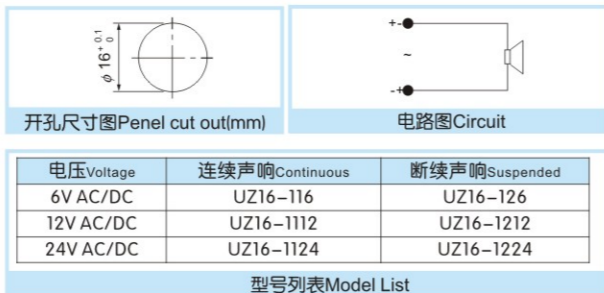 φ 16 +0.1 0
开孔尺寸图Penel cut out(mm)
+-
~
-+
电路图Circuit
电压Voltage 连续声响Continuous 断续声响Suspended
6V AC/DC UZ16-116 UZ16-126
12V AC/DC UZ16-1112 UZ16-1212
24V AC/DC UZ16-1124 UZ16-1224
型号列表Model List